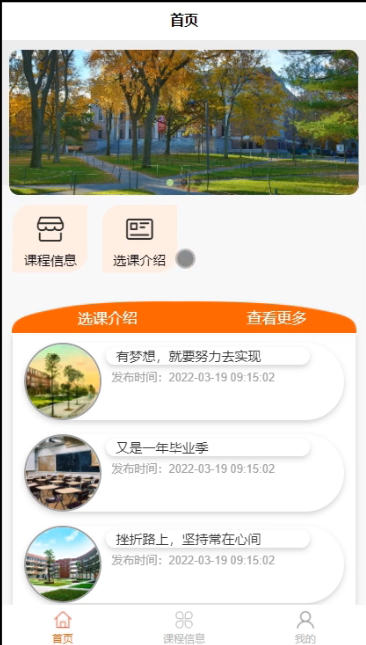 首页
课程信息
选课介绍
选课介绍
查看更多
有梦想，就要努力去实现
发布时间：2022-03-19 09:15:02
又是一年毕业季
发布时间：2022-03-19 09:15:02
挫折路上，坚持常在心间
发布时间：2022-03-19 09:15:02
首页
课程信息
我的